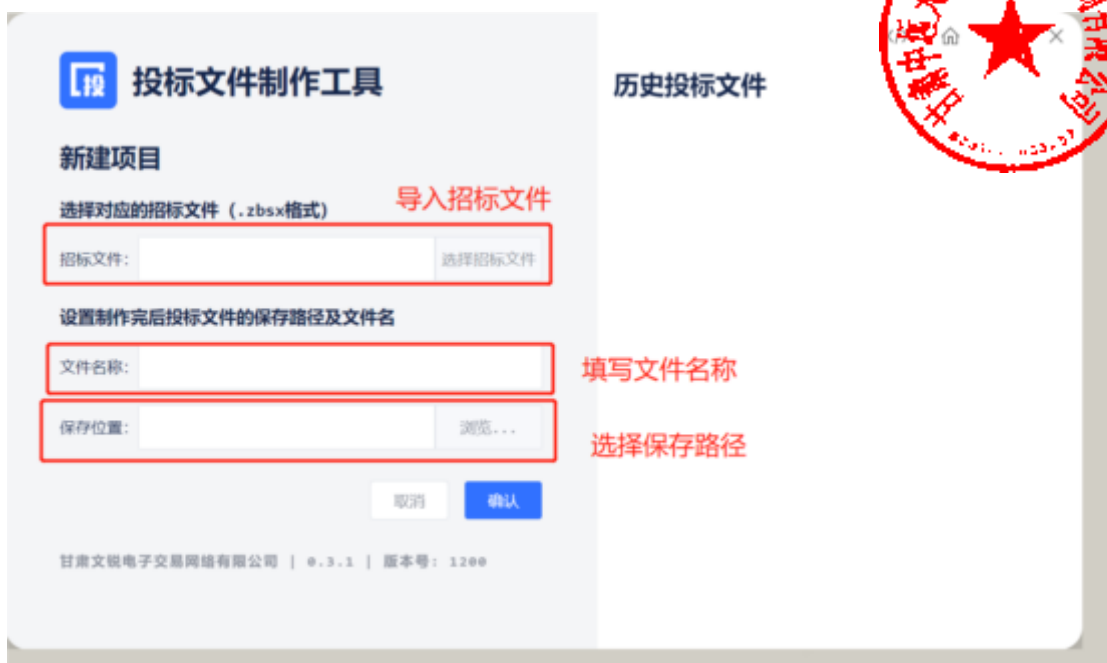 投
投标文件制作工具
历史投标文件
新建项目
选择对应的招标文件（.zbsx格式）
导入招标文件
招标文件：
选择招标文件
设置制作完后投标文件的保存路径及文件名
文件名称：
填写文件名称
保存位置：
浏览...
选择保存路径
取消
确认
甘肃文锐电子交易网络有限公司 | 0.3.1 | 版本号: 1200